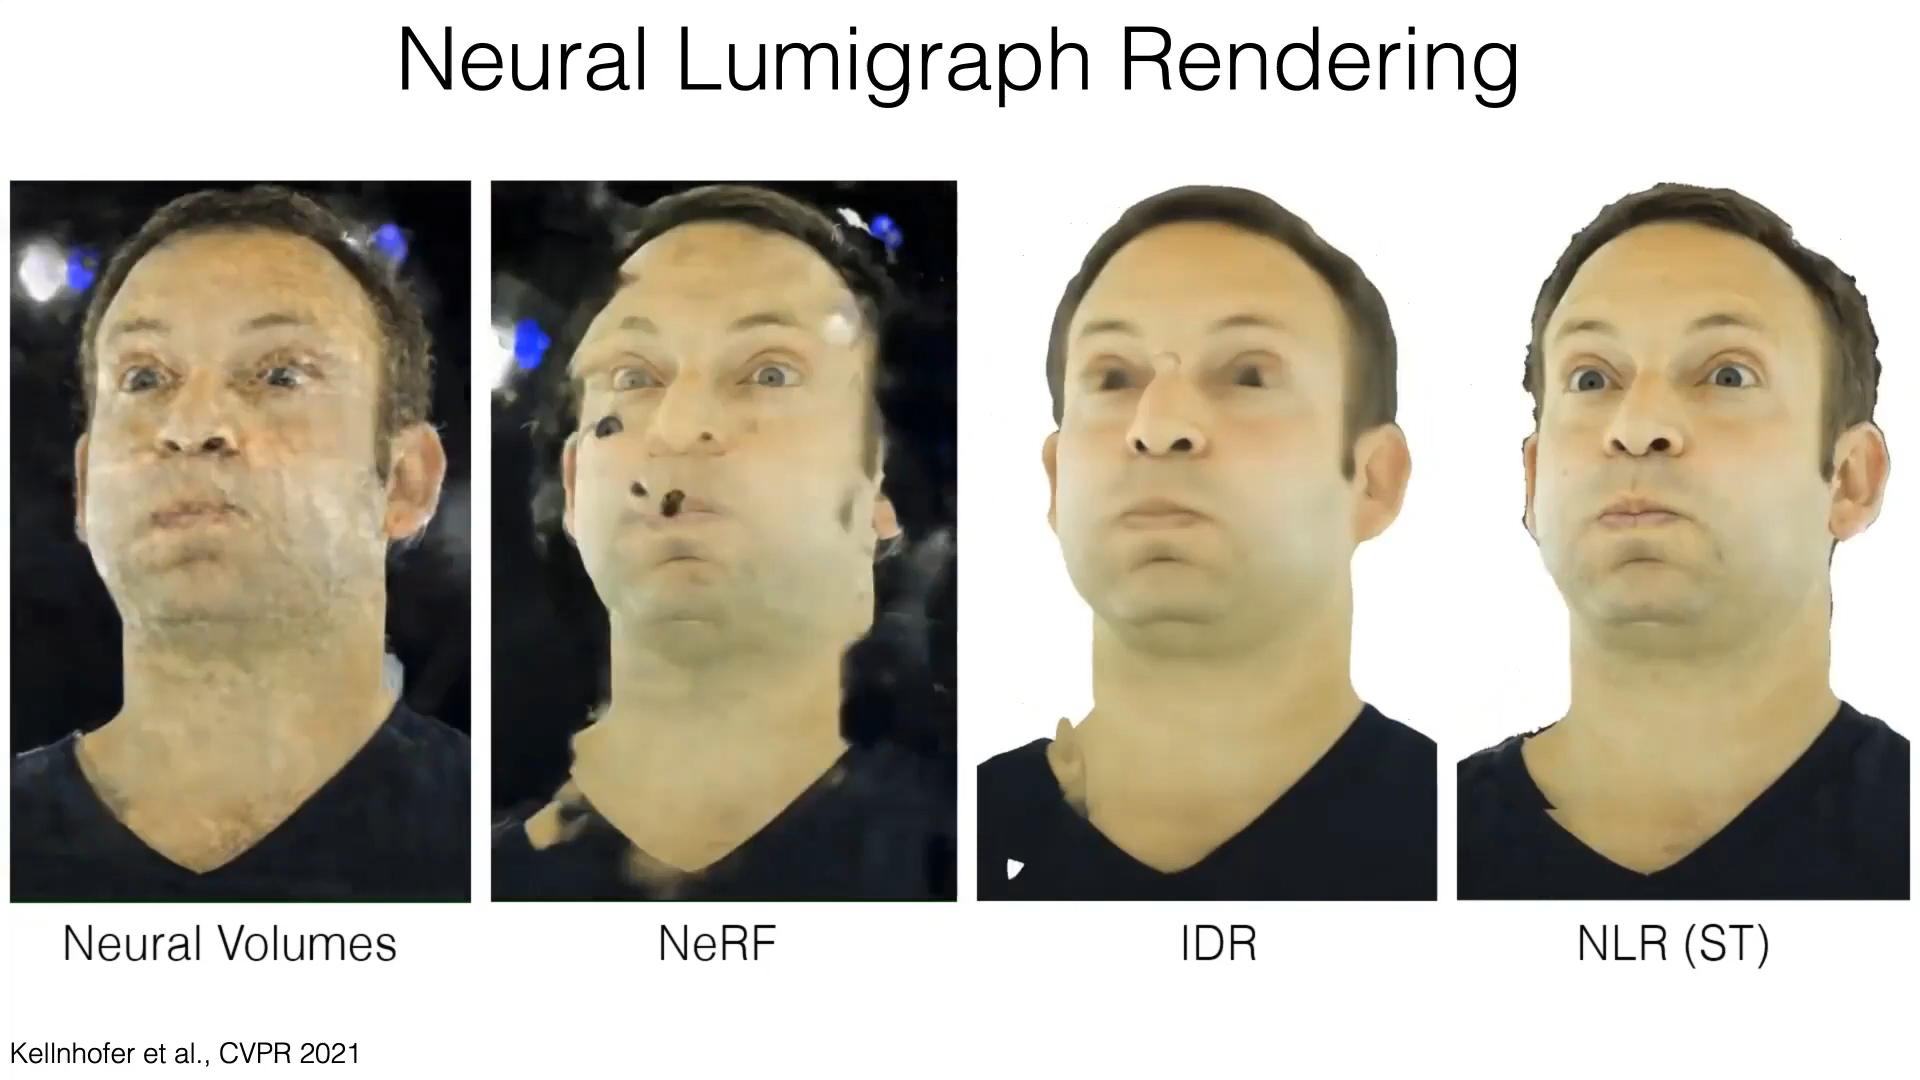 Neural Lumigraph Rendering
Neural Volumes
NeRF
IDR
NLR (ST)
Kellnhofer et al., CVPR 2021